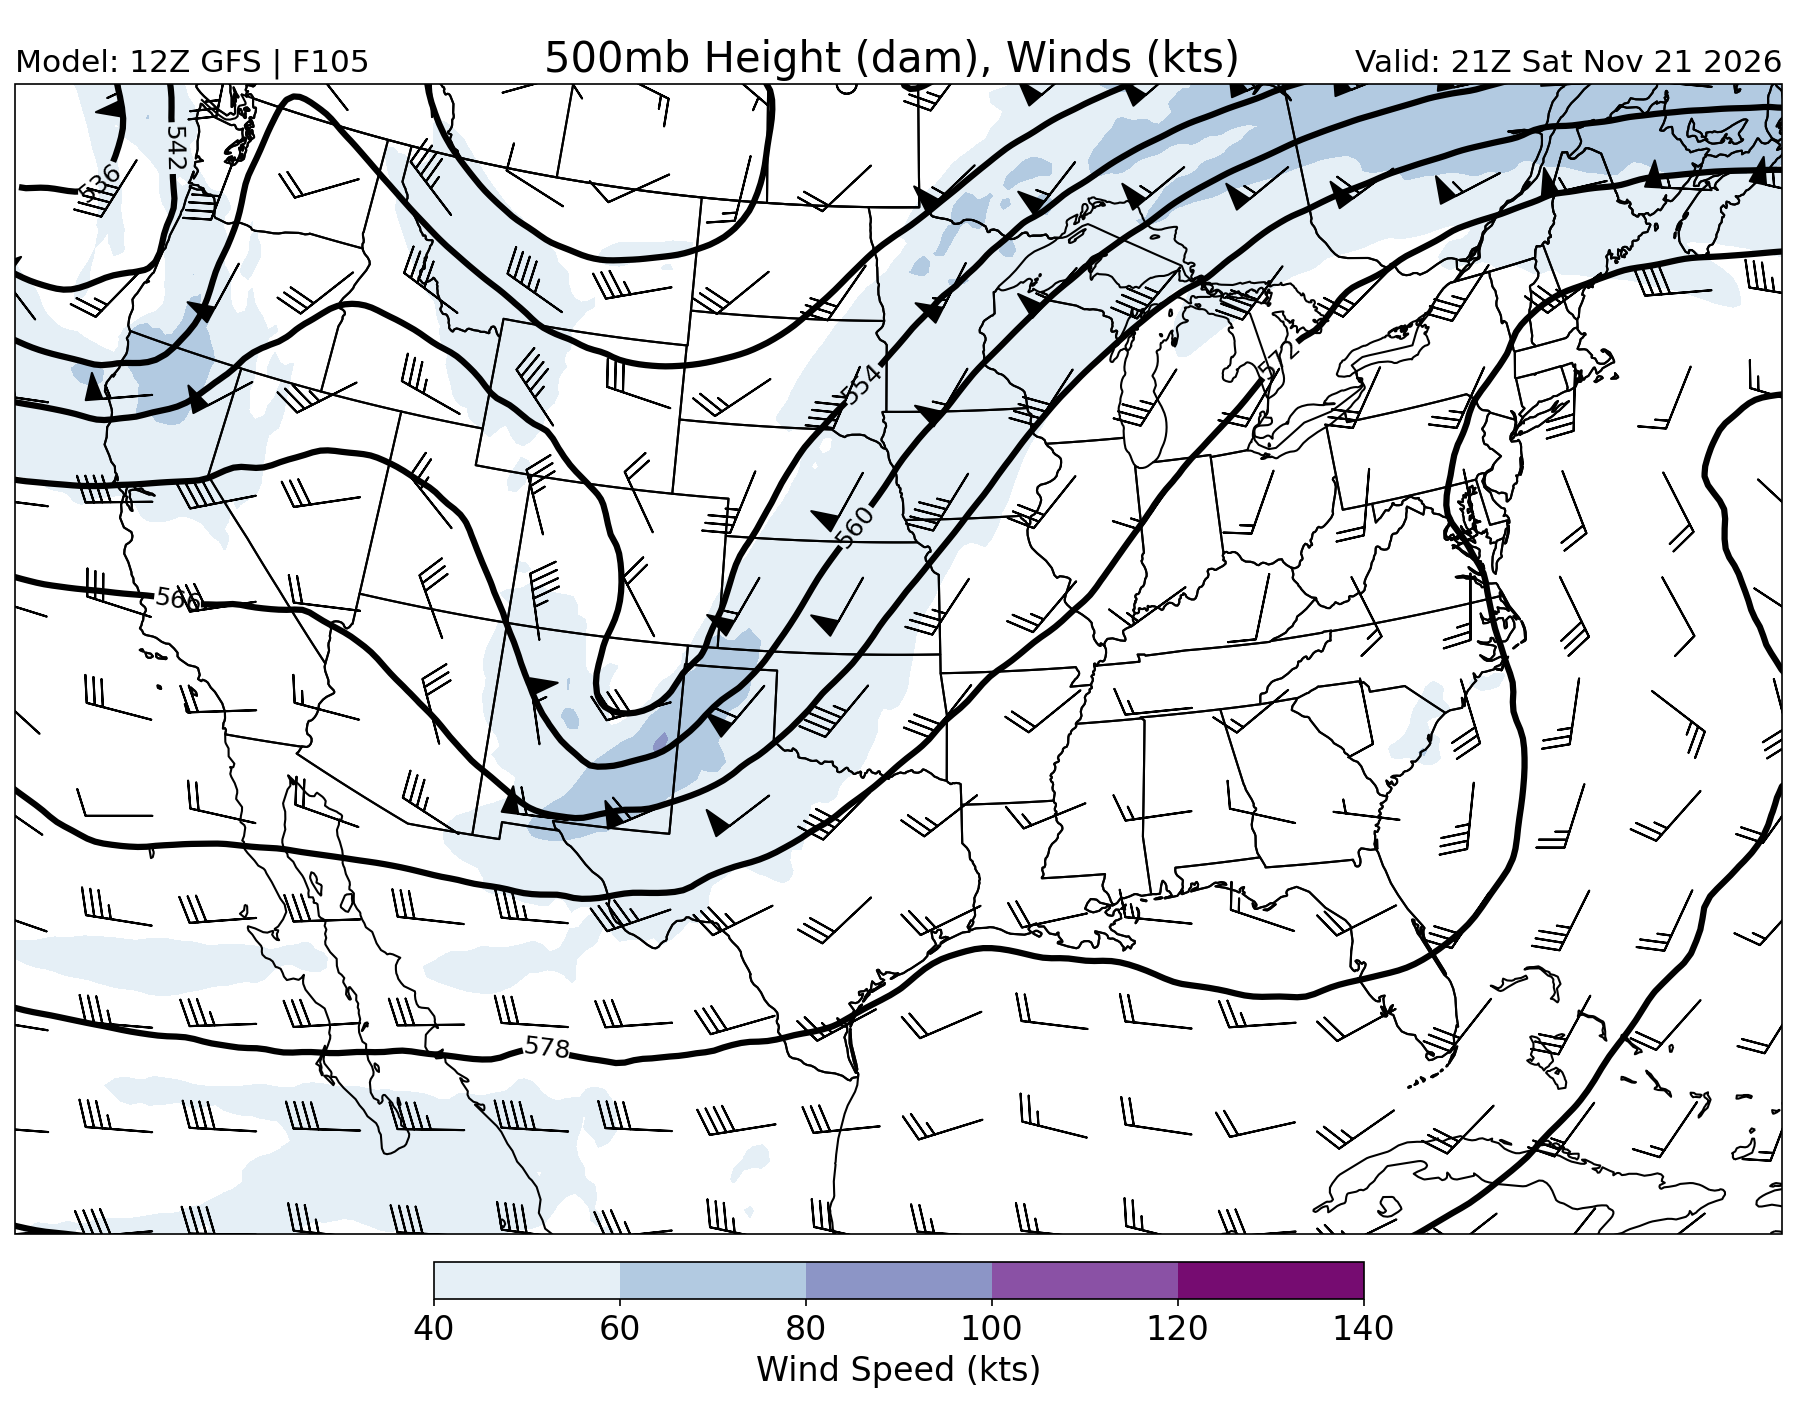 Model: 12Z GFS | F105
500mb Height (dam), Winds (kts)
Valid: 21Z Sat Nov 21 2026
542
536
554
560
566
578
40 60 80 100 120 140
Wind Speed (kts)